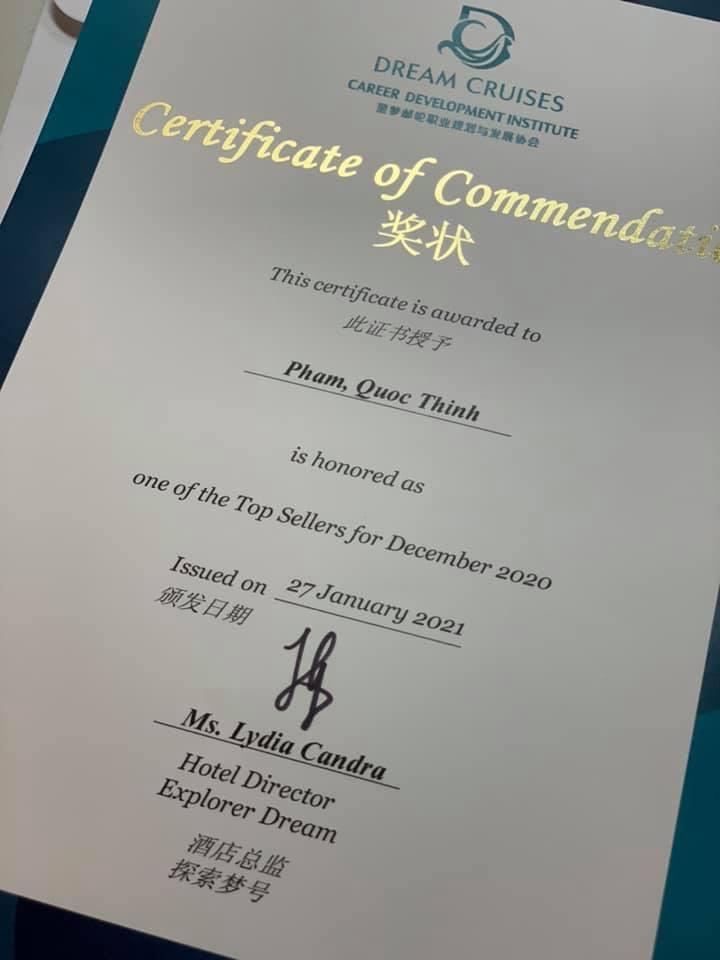 DREAM CRUISES
CAREER DEVELOPMENT INSTITUTE
星梦邮轮职业规划与发展协会
Certificate of Commendati
奖状
This certificate is awarded to
此证书授予
Pham, Quoc Thinh
is honored as
one of the Top Sellers for December 2020
Issued on 27 January 2021
颁发日期
Ms. Lydia Candra
Hotel Director
Explorer Dream
酒店总监
探索梦号